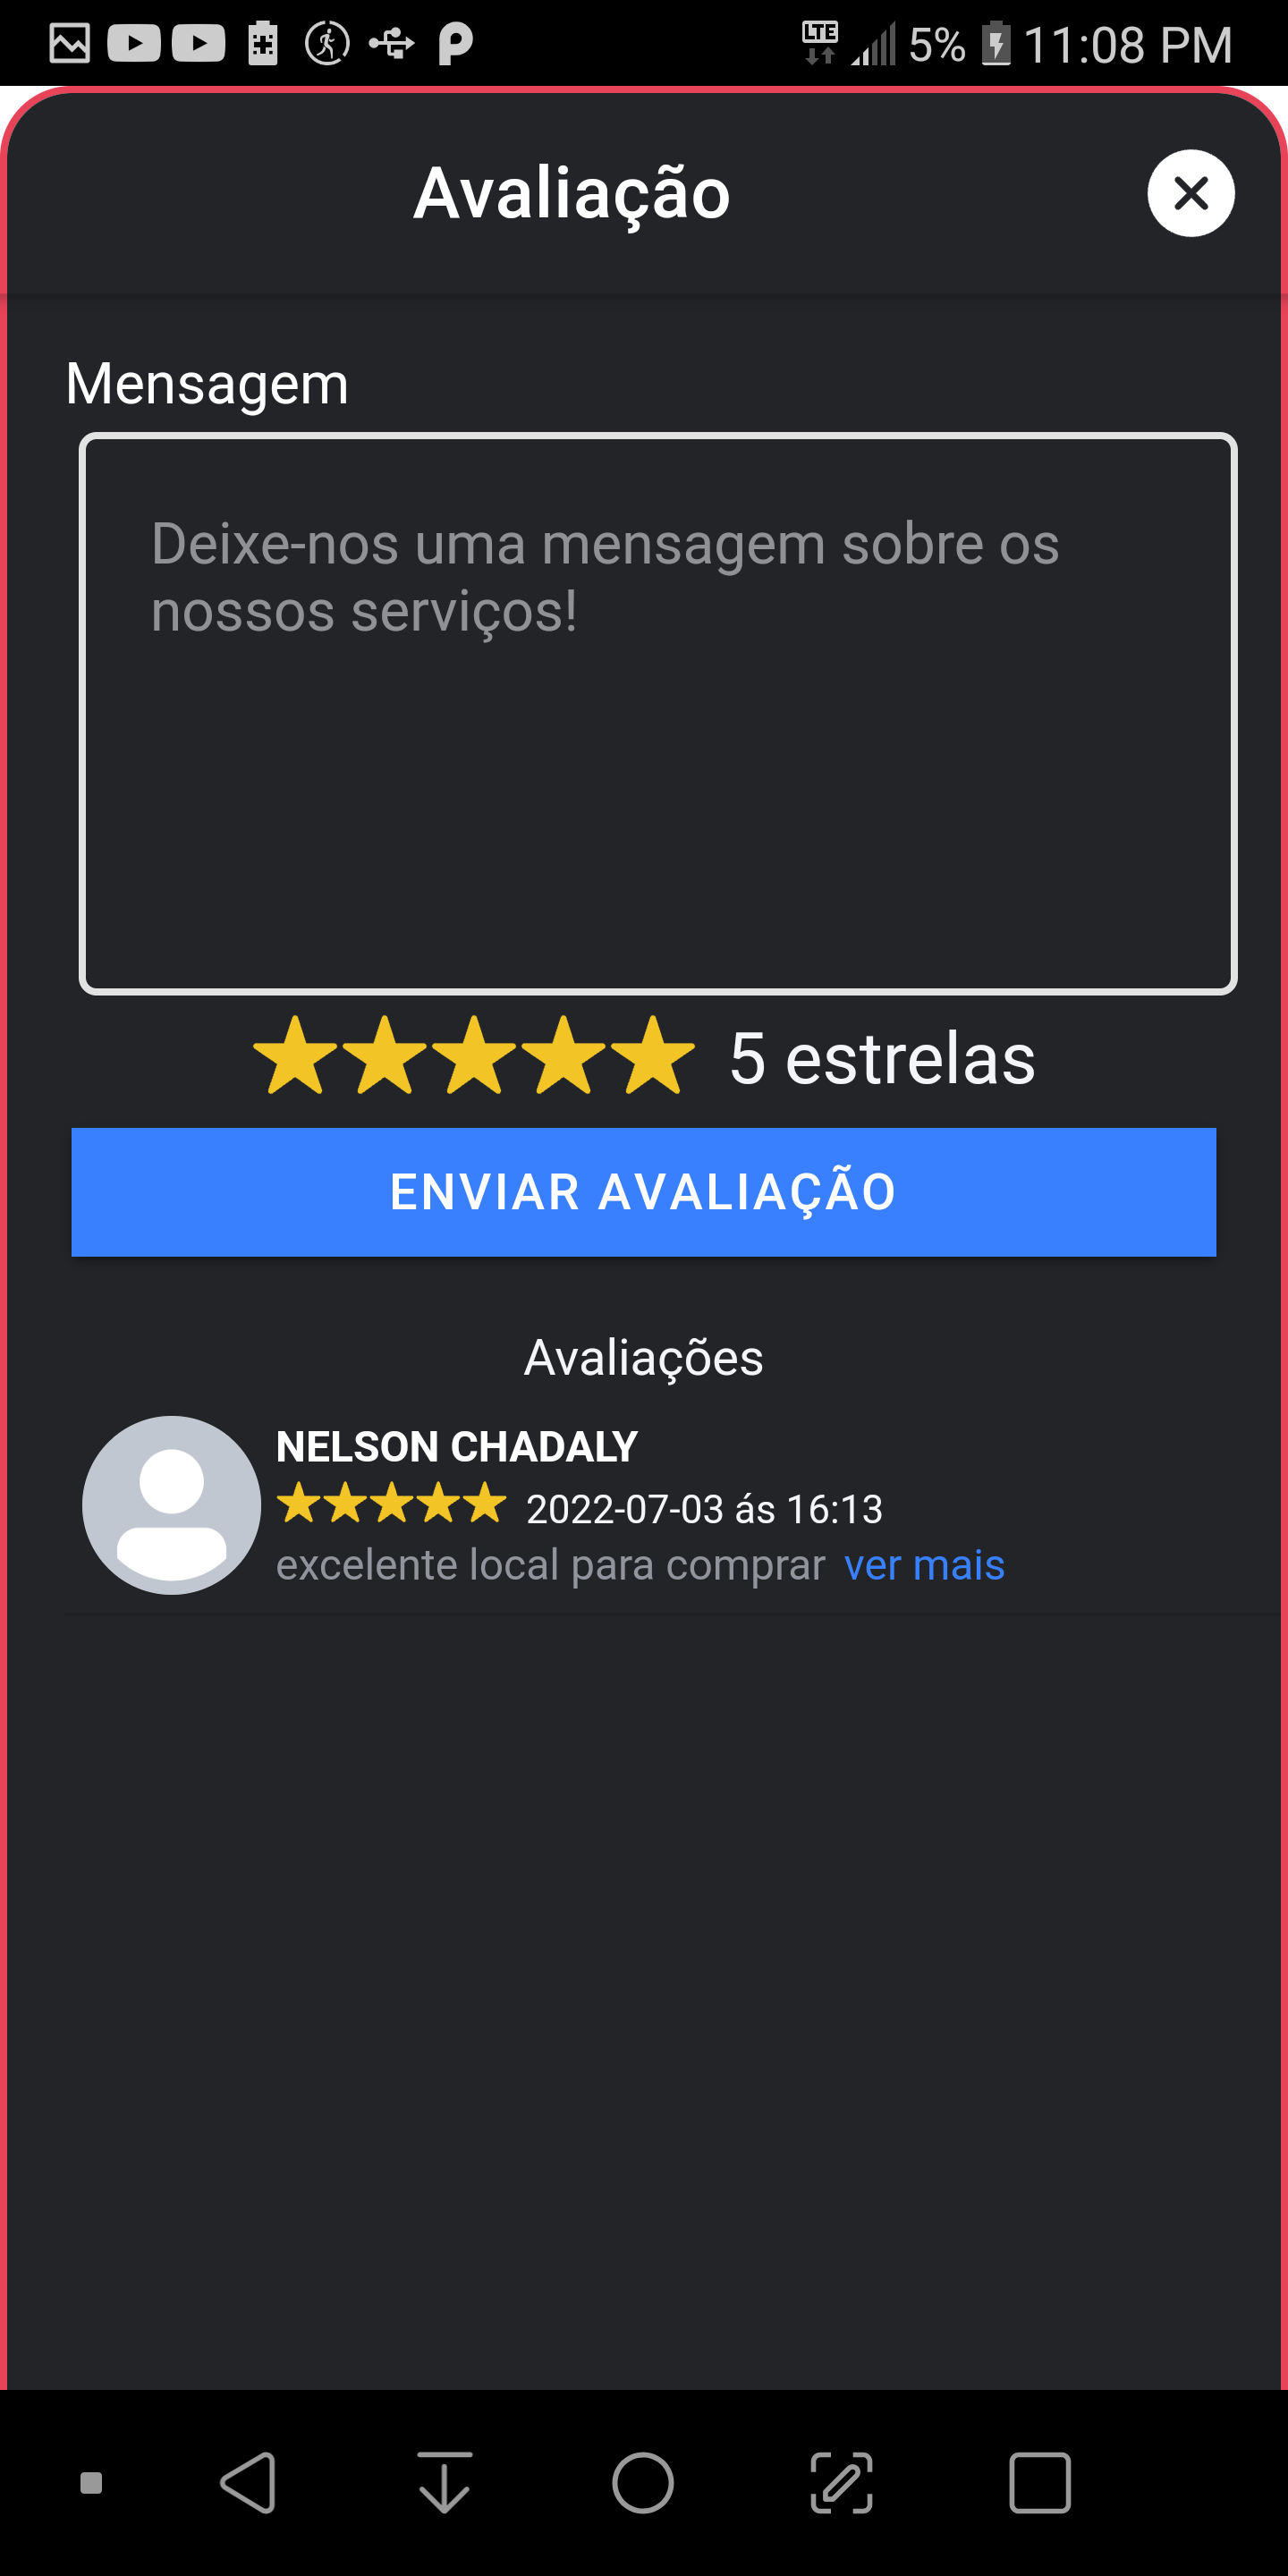 LTE 5% 11:08 PM
Avaliação
Mensagem
Deixe-nos uma mensagem sobre os
nossos serviços!
5 estrelas
ENVIAR AVALIAÇÃO
Avaliações
NELSON CHADALY
2022-07-03 ás 16:13
excelente local para comprar ver mais